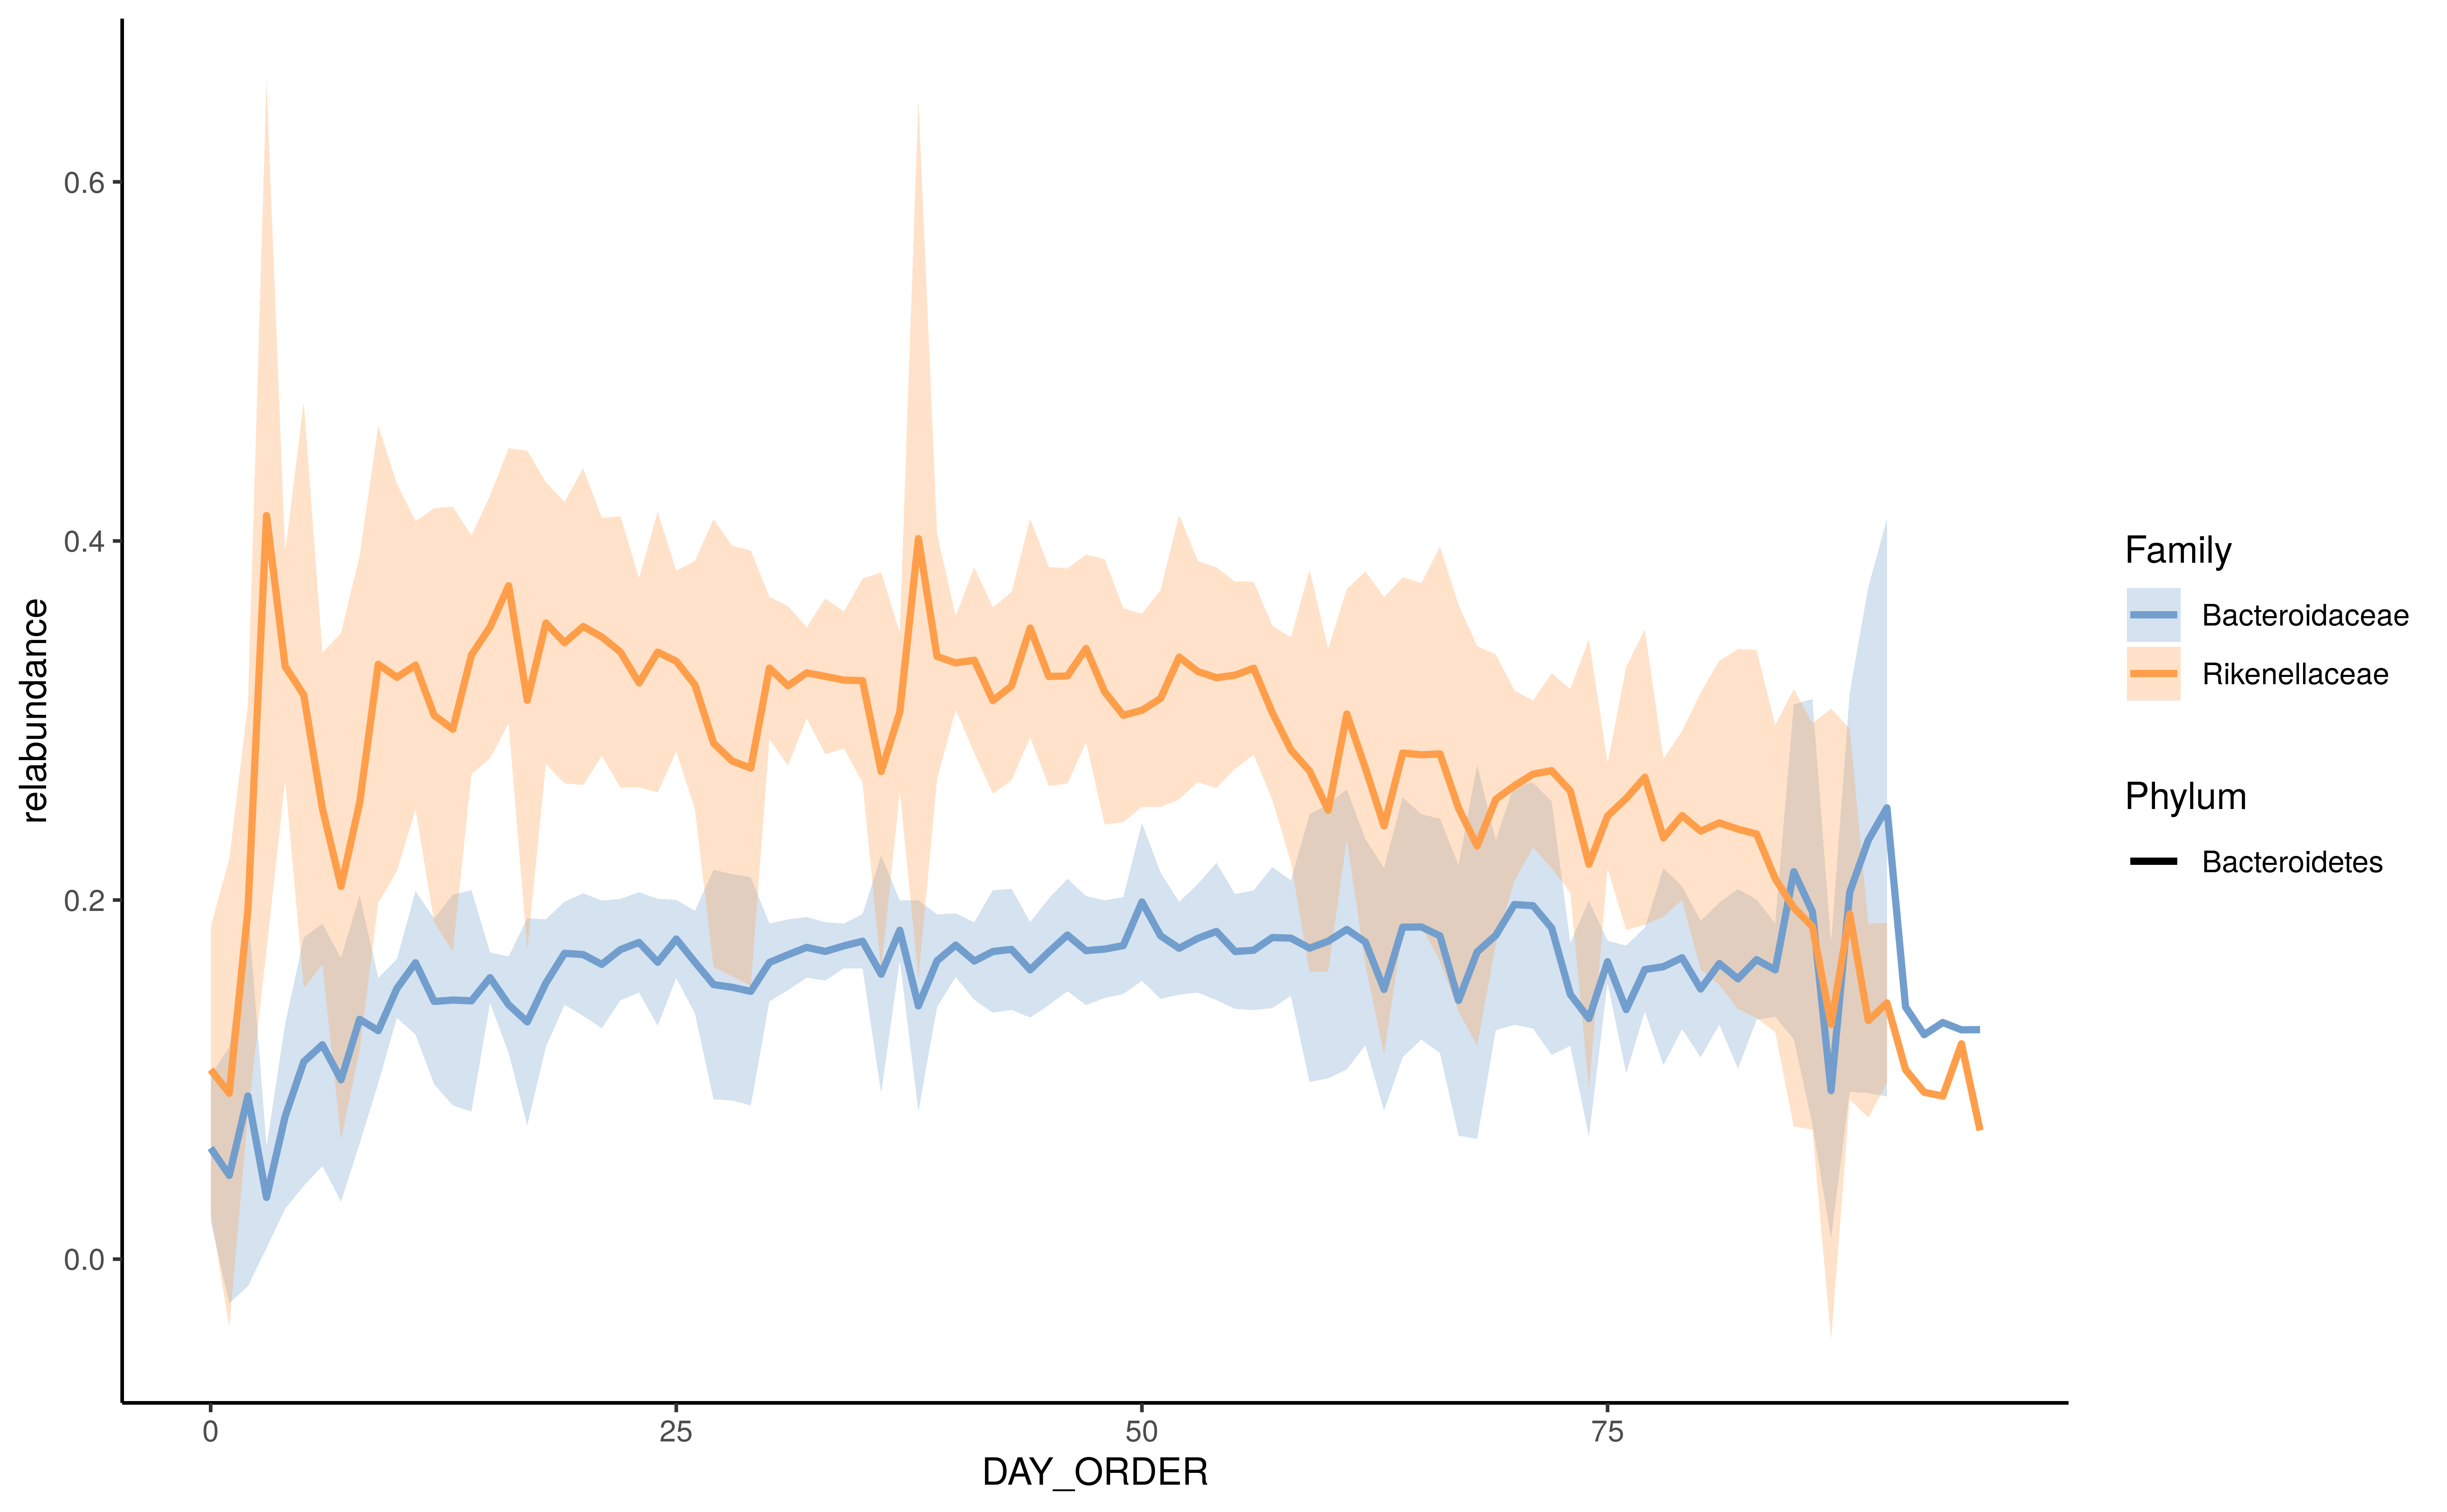 relabundance
0.6
0.4
0.2
0.0
0
25
50
75
DAY_ORDER
Family
Bacteroidaceae
Rikenellaceae
Phylum
Bacteroidetes